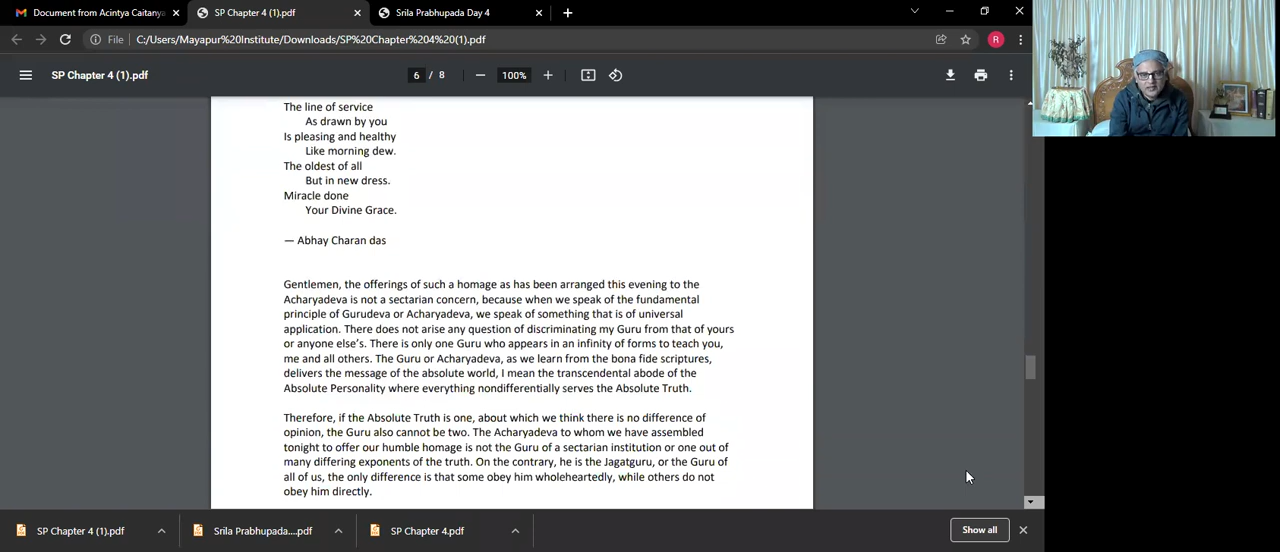 Document from Acintya Caitanya
SP Chapter 4 (1).pdf
Srila Prabhupada Day 4
File
C:/Users/Mayapur%20Institute/Downloads/SP%20Chapter%204%20(1).pdf
R
SP Chapter 4 (1).pdf
6 / 8
100%
The line of service
As drawn by you
Is pleasing and healthy
Like morning dew.
The oldest of all
But in new dress.
Miracle done
Your Divine Grace.
— Abhay Charan das
Gentlemen, the offerings of such a homage as has been arranged this evening to the
Acharyadeva is not a sectarian concern, because when we speak of the fundamental
principle of Gurudeva or Acharyadeva, we speak of something that is of universal
application. There does not arise any question of discriminating my Guru from that of yours
or anyone else's. There is only one Guru who appears in an infinity of forms to teach you,
me and all others. The Guru or Acharyadeva, as we learn from the bona fide scriptures,
delivers the message of the absolute world, I mean the transcendental abode of the
Absolute Personality where everything nondifferentially serves the Absolute Truth.
Therefore, if the Absolute Truth is one, about which we think there is no difference of
opinion, the Guru also cannot be two. The Acharyadeva to whom we have assembled
tonight to offer our humble homage is not the Guru of a sectarian institution or one out of
many differing exponents of the truth. On the contrary, he is the Jagatguru, or the Guru of
all of us, the only difference is that some obey him wholeheartedly, while others do not
obey him directly.
SP Chapter 4 (1).pdf
Srila Prabhupada....pdf
SP Chapter 4.pdf
Show all